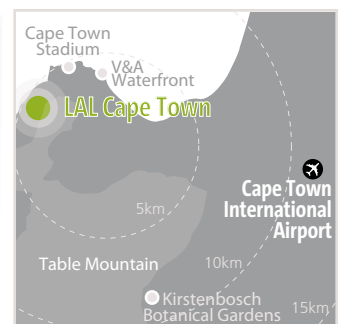 Cape Town
Stadium
V&A
Waterfront
LAL Cape Town
Cape Town
International
Airport
5km
10km
Table Mountain
Kirstenbosch
Botanical Gardens
15km